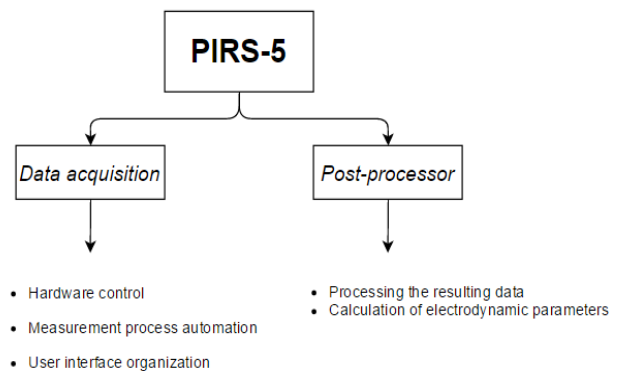 PIRS-5
Data acquisition
Post-processor
• Hardware control
• Measurement process automation
• User interface organization
• Processing the resulting data
• Calculation of electrodynamic parameters